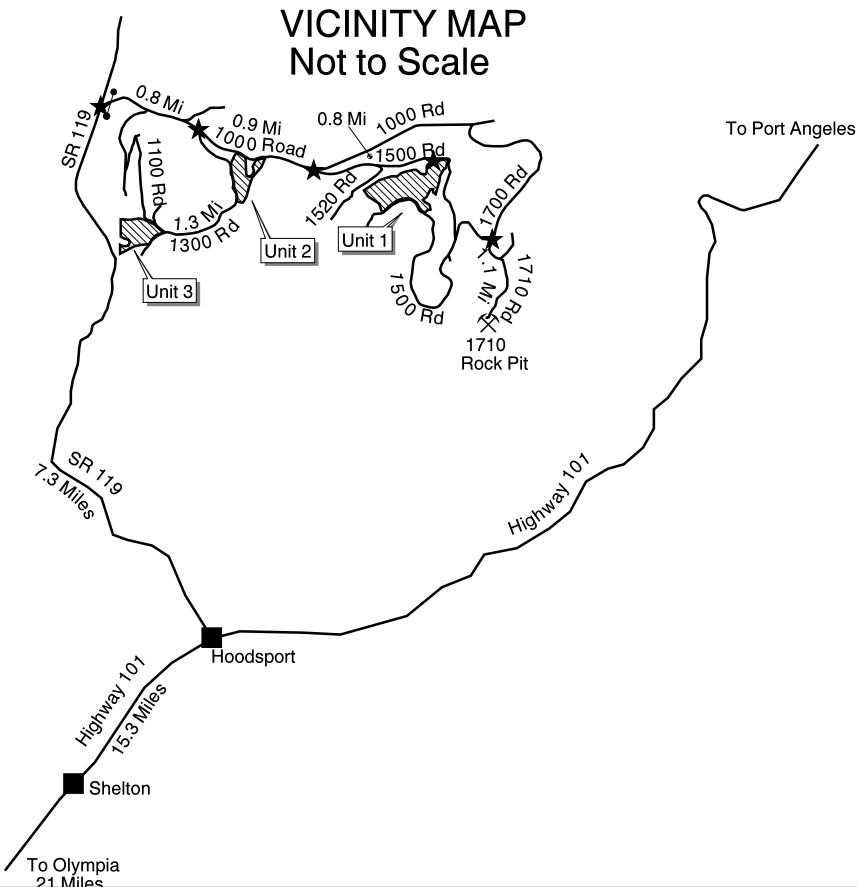 VICINITY MAP
Not to Scale
0.8 Mi
SR 119
0.9 Mi
1000 Road
0.8 Mi
1000 Rd
To Port Angeles
1100 Rd
1500 Rd
1520 Rd
1700 Rd
1.3 Mi
1300 Rd
Unit 2
Unit 1
Unit 3
1500 Rd
.1 Mi
1710 Rd
1710
Rock Pit
SR 119
7.3 Miles
Highway 101
Hoodsport
Highway 101
15.3 Miles
Shelton
To Olympia
21 Miles